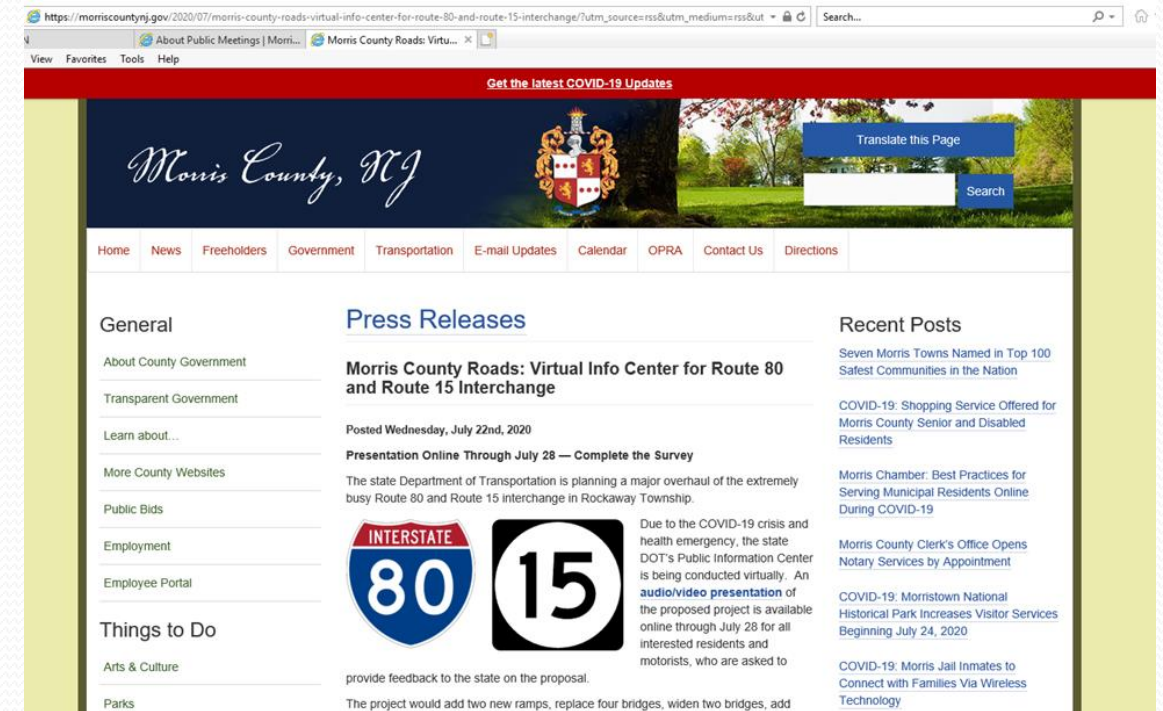 https://morriscountynj.gov/2020/07/morris-county-roads-virtual-info-center-for-route-80-and-route-15-interchange/?utm_source=rss&utm_medium=rss&ut
Search...
About Public Meetings | Morri...
Morris County Roads: Virtu...
View Favorites Tools Help
Get the latest COVID-19 Updates
Morris County, NJ
Translate this Page
Search
Home News Freeholders Government Transportation E-mail Updates Calendar OPRA Contact Us Directions
General
About County Government
Transparent Government
Learn about...
More County Websites
Public Bids
Employment
Employee Portal
Things to Do
Arts & Culture
Parks
Press Releases
Morris County Roads: Virtual Info Center for Route 80
and Route 15 Interchange
Posted Wednesday, July 22nd, 2020
Presentation Online Through July 28 — Complete the Survey
The state Department of Transportation is planning a major overhaul of the extremely
busy Route 80 and Route 15 interchange in Rockaway Township.
INTERSTATE
80
15
Due to the COVID-19 crisis and
health emergency, the state
DOT's Public Information Center
is being conducted virtually. An
audio/video presentation of
the proposed project is available
online through July 28 for all
interested residents and
motorists, who are asked to
provide feedback to the state on the proposal.
The project would add two new ramps, replace four bridges, widen two bridges, add
Recent Posts
Seven Morris Towns Named in Top 100
Safest Communities in the Nation
COVID-19: Shopping Service Offered for
Morris County Senior and Disabled
Residents
Morris Chamber: Best Practices for
Serving Municipal Residents Online
During COVID-19
Morris County Clerk's Office Opens
Notary Services by Appointment
COVID-19: Morristown National
Historical Park Increases Visitor Services
Beginning July 24, 2020
COVID-19: Morris Jail Inmates to
Connect with Families Via Wireless
Technology